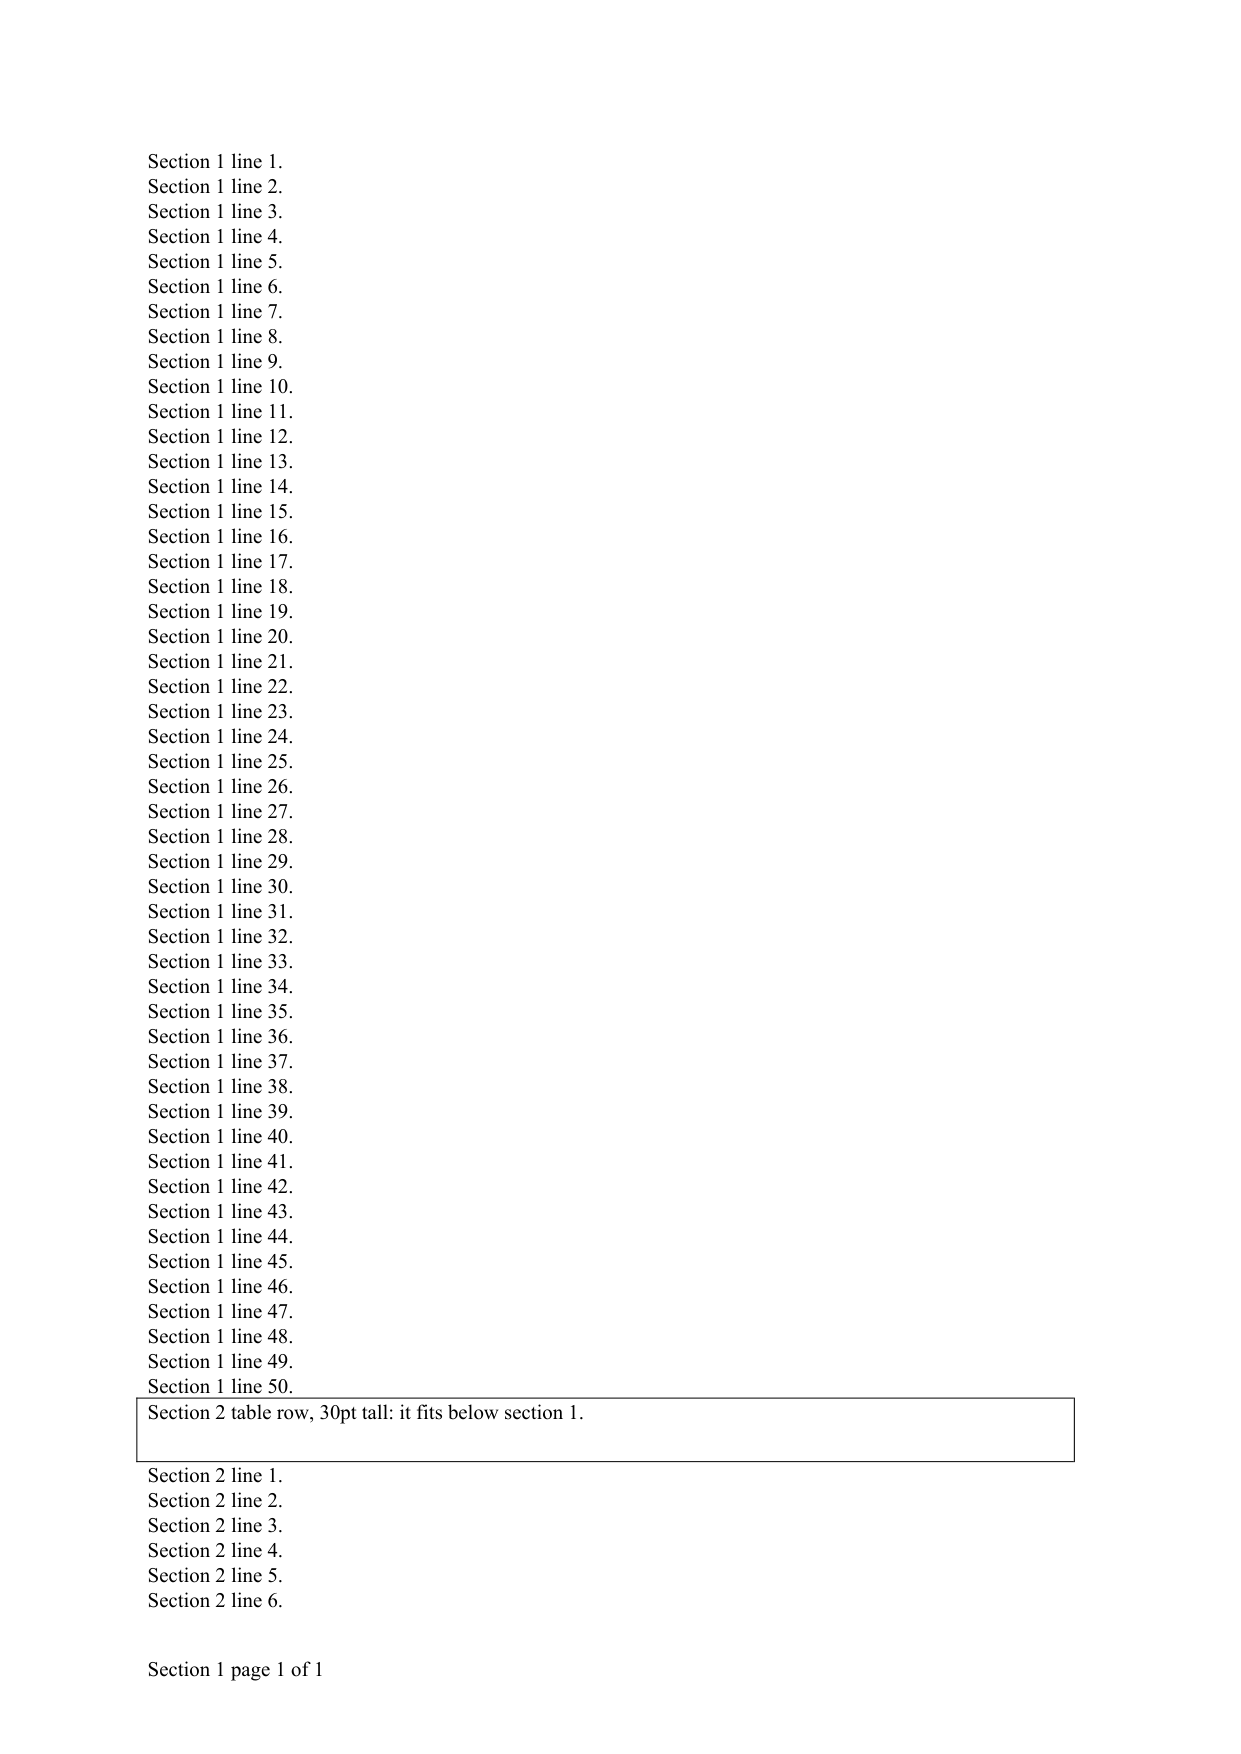 Section 1 line 1.
Section 1 line 2.
Section 1 line 3.
Section 1 line 4.
Section 1 line 5.
Section 1 line 6.
Section 1 line 7.
Section 1 line 8.
Section 1 line 9.
Section 1 line 10.
Section 1 line 11.
Section 1 line 12.
Section 1 line 13.
Section 1 line 14.
Section 1 line 15.
Section 1 line 16.
Section 1 line 17.
Section 1 line 18.
Section 1 line 19.
Section 1 line 20.
Section 1 line 21.
Section 1 line 22.
Section 1 line 23.
Section 1 line 24.
Section 1 line 25.
Section 1 line 26.
Section 1 line 27.
Section 1 line 28.
Section 1 line 29.
Section 1 line 30.
Section 1 line 31.
Section 1 line 32.
Section 1 line 33.
Section 1 line 34.
Section 1 line 35.
Section 1 line 36.
Section 1 line 37.
Section 1 line 38.
Section 1 line 39.
Section 1 line 40.
Section 1 line 41.
Section 1 line 42.
Section 1 line 43.
Section 1 line 44.
Section 1 line 45.
Section 1 line 46.
Section 1 line 47.
Section 1 line 48.
Section 1 line 49.
Section 1 line 50.
Section 2 table row, 30pt tall: it fits below section 1.
Section 2 line 1.
Section 2 line 2.
Section 2 line 3.
Section 2 line 4.
Section 2 line 5.
Section 2 line 6.
Section 1 page 1 of 1